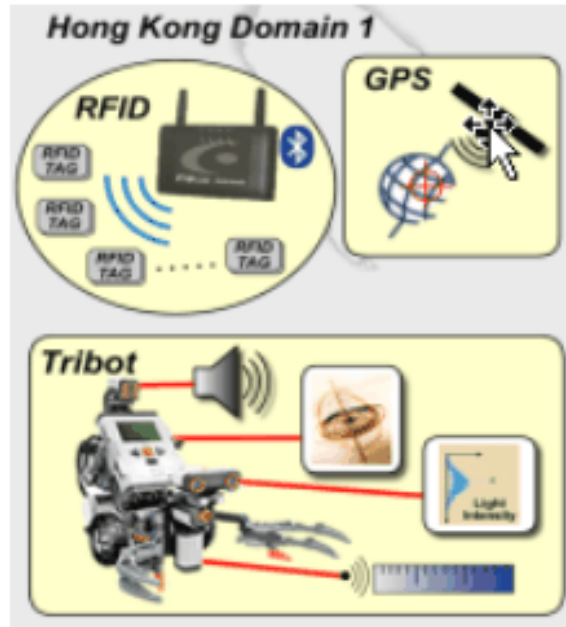 Hong Kong Domain 1
RFID
GPS
RFID
TAG
RFID
TAG
RFID
TAG
.....
RFID
TAG
Tribot
Light
Intensity